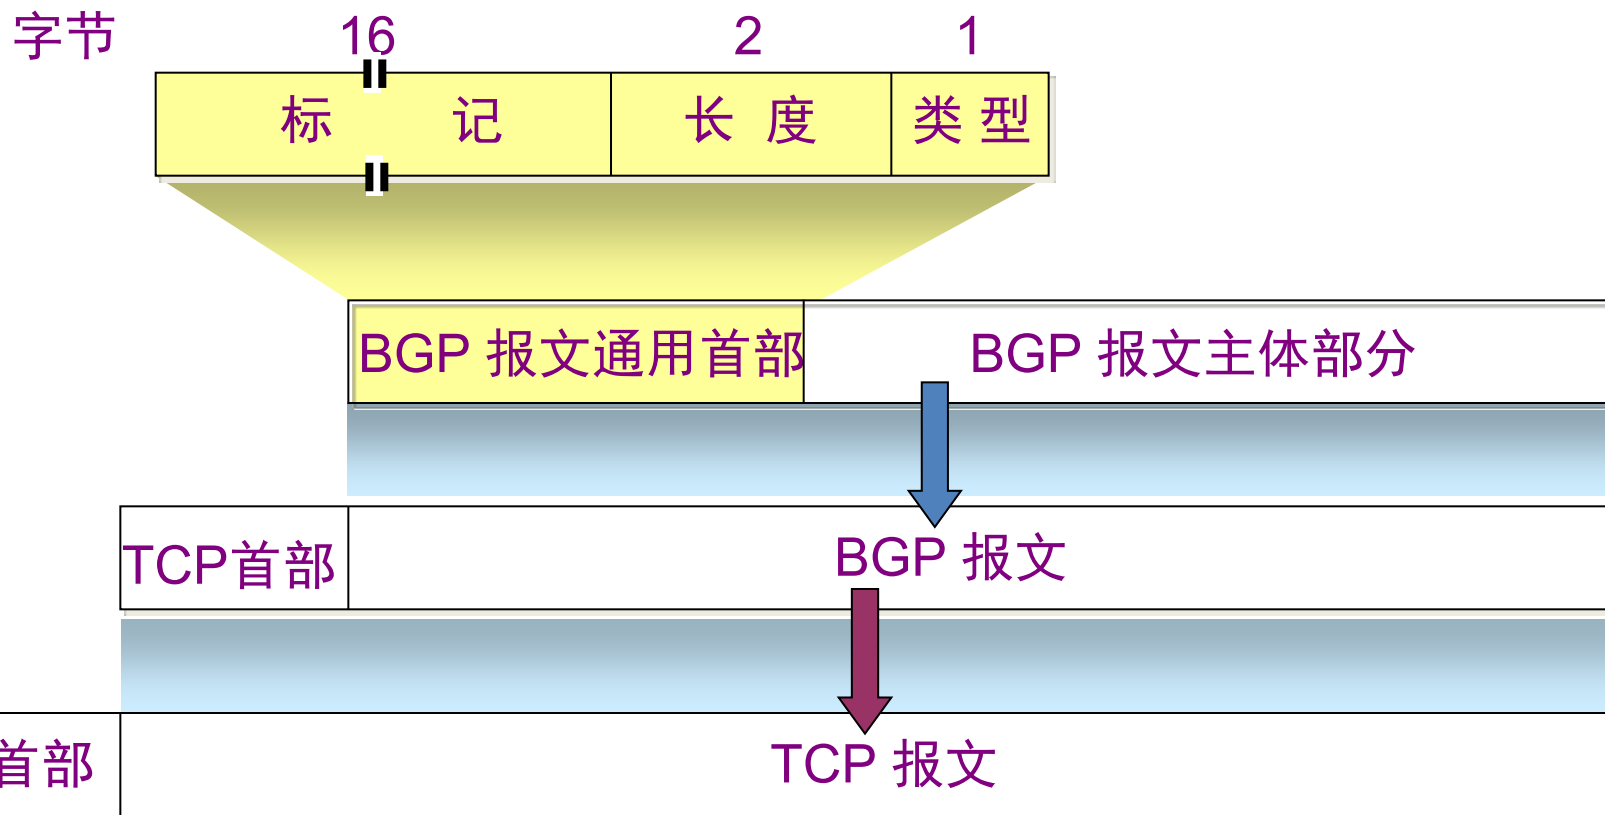 字节 16 2 1
标 记 长 度 类 型
BGP 报文通用首部 BGP 报文主体部分
TCP首部 BGP 报文
首部 TCP 报文